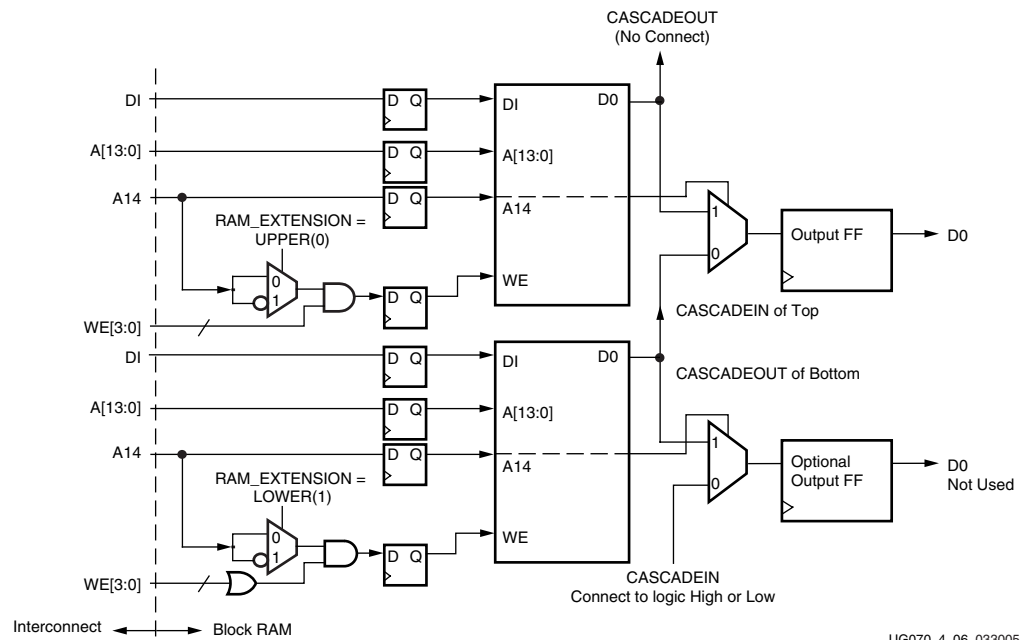 CASCADEOUT
(No Connect)
DI
D Q
DI
D0
A[13:0]
D Q
A[13:0]
A14
D Q
A14
1
0
Output FF
D0
RAM_EXTENSION =
UPPER(0)
0
1
D Q
WE
WE[3:0]
CASCADEIN of Top
DI
D Q
DI
D0
CASCADEOUT of Bottom
A[13:0]
D Q
A[13:0]
A14
D Q
A14
1
0
Optional
Output FF
D0
Not Used
RAM_EXTENSION =
LOWER(1)
0
1
D Q
WE
WE[3:0]
CASCADEIN
Connect to logic High or Low
Interconnect
Block RAM
UG070_4_06_033005